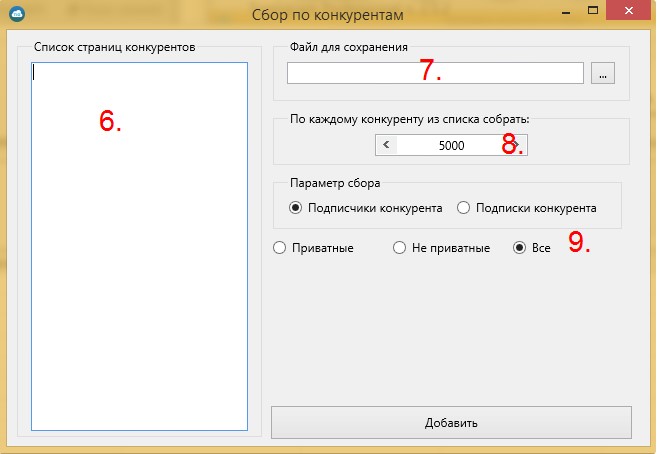 Сбор по конкурентам
Список страниц конкурентов
6.
Файл для сохранения
7.
...
По каждому конкуренту из списка собрать:
5000
8.
Параметр сбора
Подписчики конкурента
Подписки конкурента
9.
Приватные
Не приватные
Все
Добавить